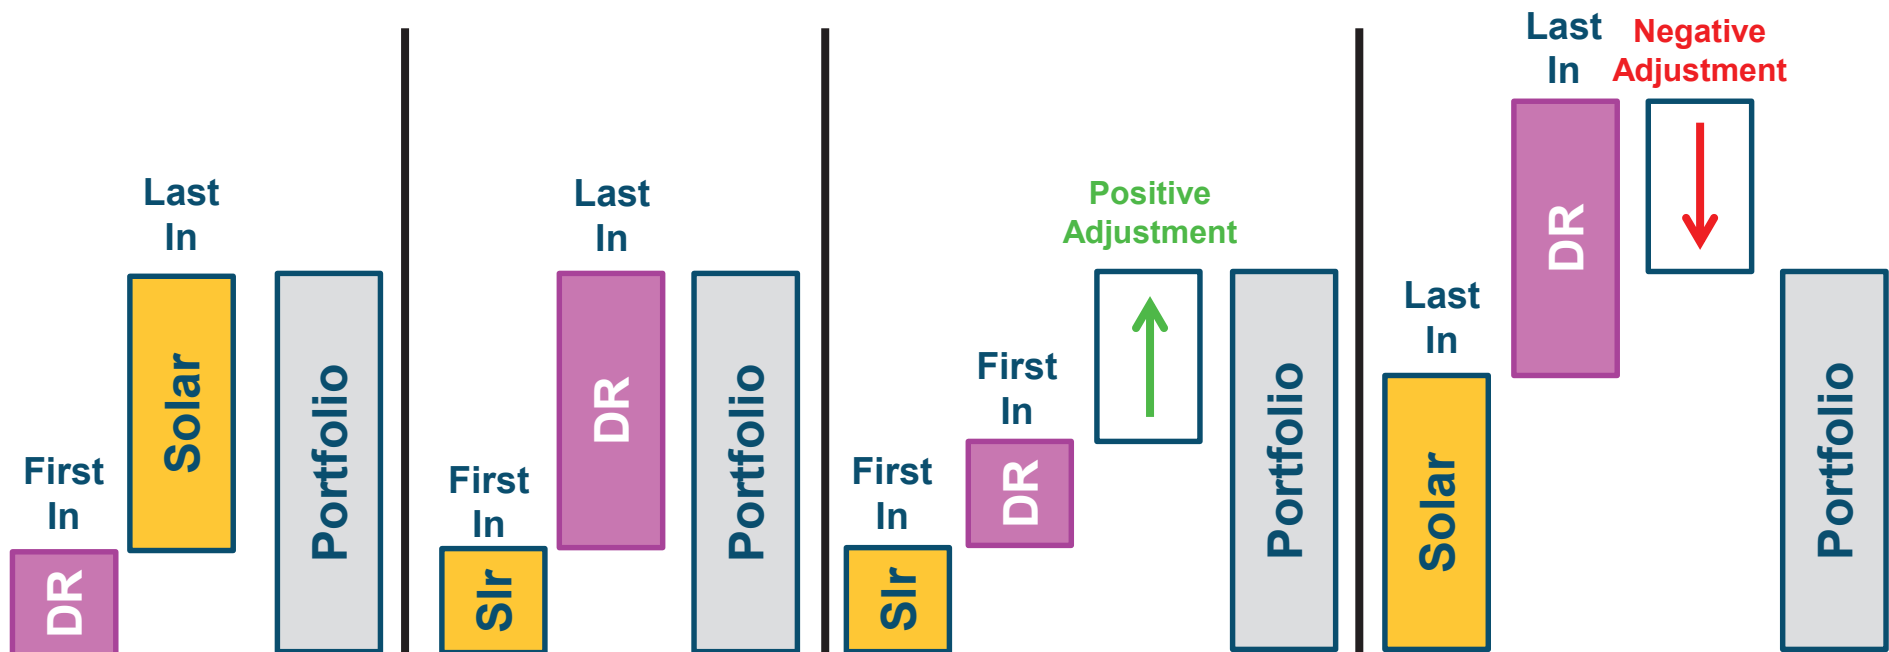 First
In
DR
Last
In
Solar
Portfolio
First
In
Slr
Last
In
DR
Portfolio
First
In
Slr
First
In
DR
Positive
Adjustment
Portfolio
Last
In
Solar
Last
In
DR
Negative
Adjustment
Portfolio